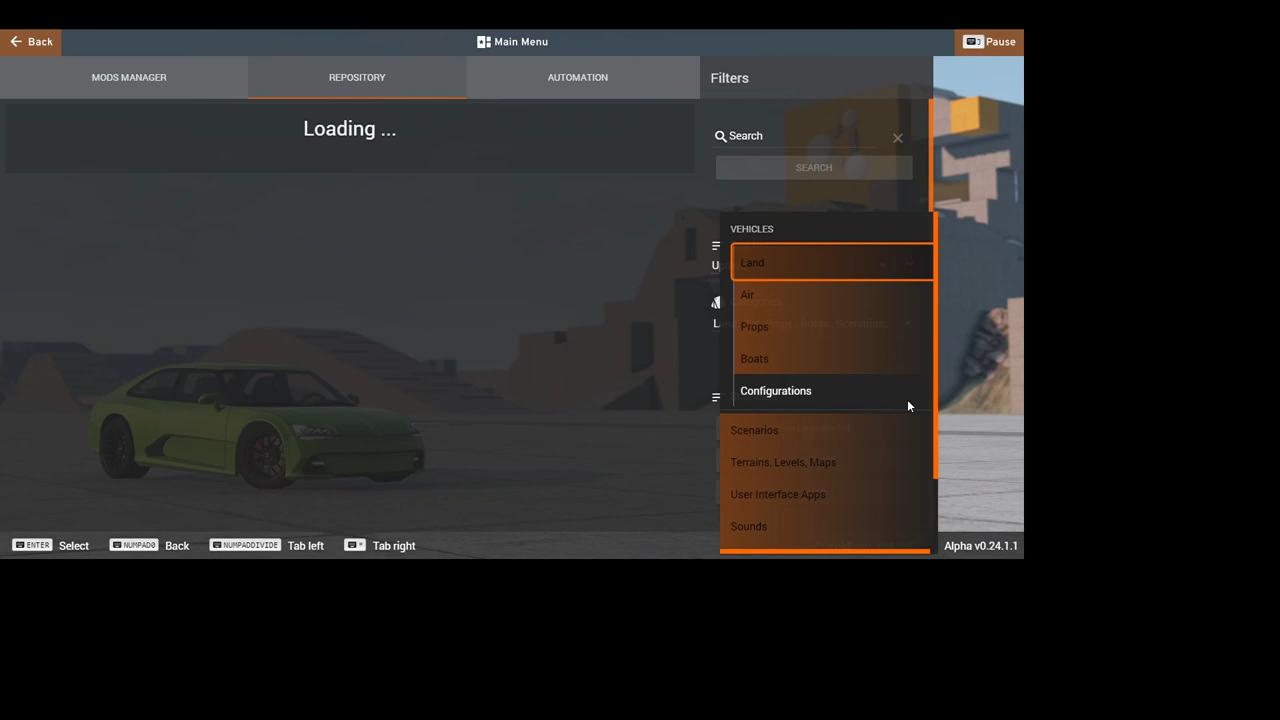 Back
Main Menu
Pause
MODS MANAGER
REPOSITORY
AUTOMATION
Filters
Loading ...
Search
SEARCH
VEHICLES
Land
Air
Props
Boats
Configurations
Scenarios
Terrains, Levels, Maps
User Interface Apps
Sounds
ENTER Select
NUMPAD0 Back
NUMPADDIVIDE Tab left
* Tab right
Alpha v0.24.1.1